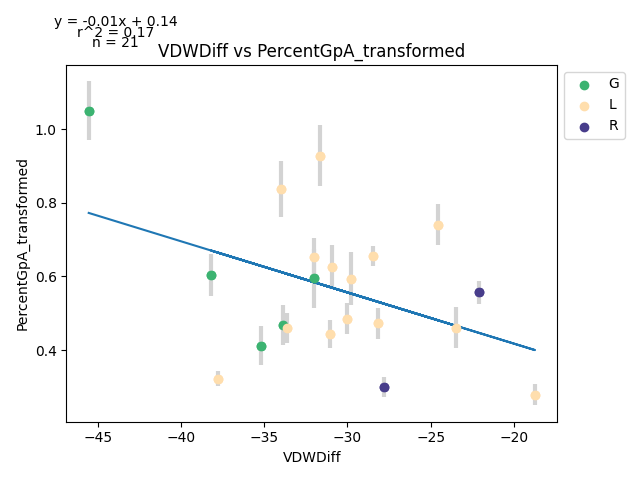 y = -0.01x + 0.14
r^2 = 0.17
n = 21
VDWDiff vs PercentGpA_transformed
G
L
R
PercentGpA_transformed
1.0
0.8
0.6
0.4
−45 −40 −35 −30 −25 −20
VDWDiff